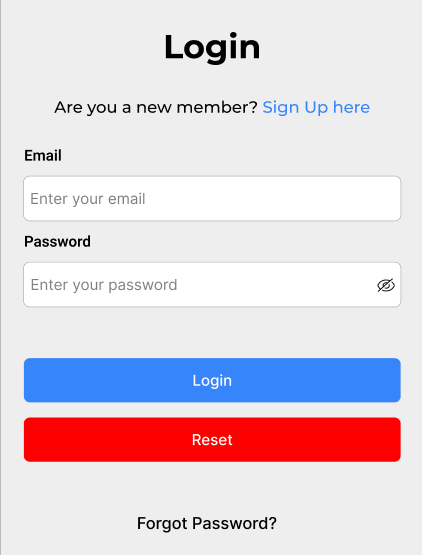 Login
Are you a new member? Sign Up here
Email
Enter your email
Password
Enter your password
Login
Reset
Forgot Password?